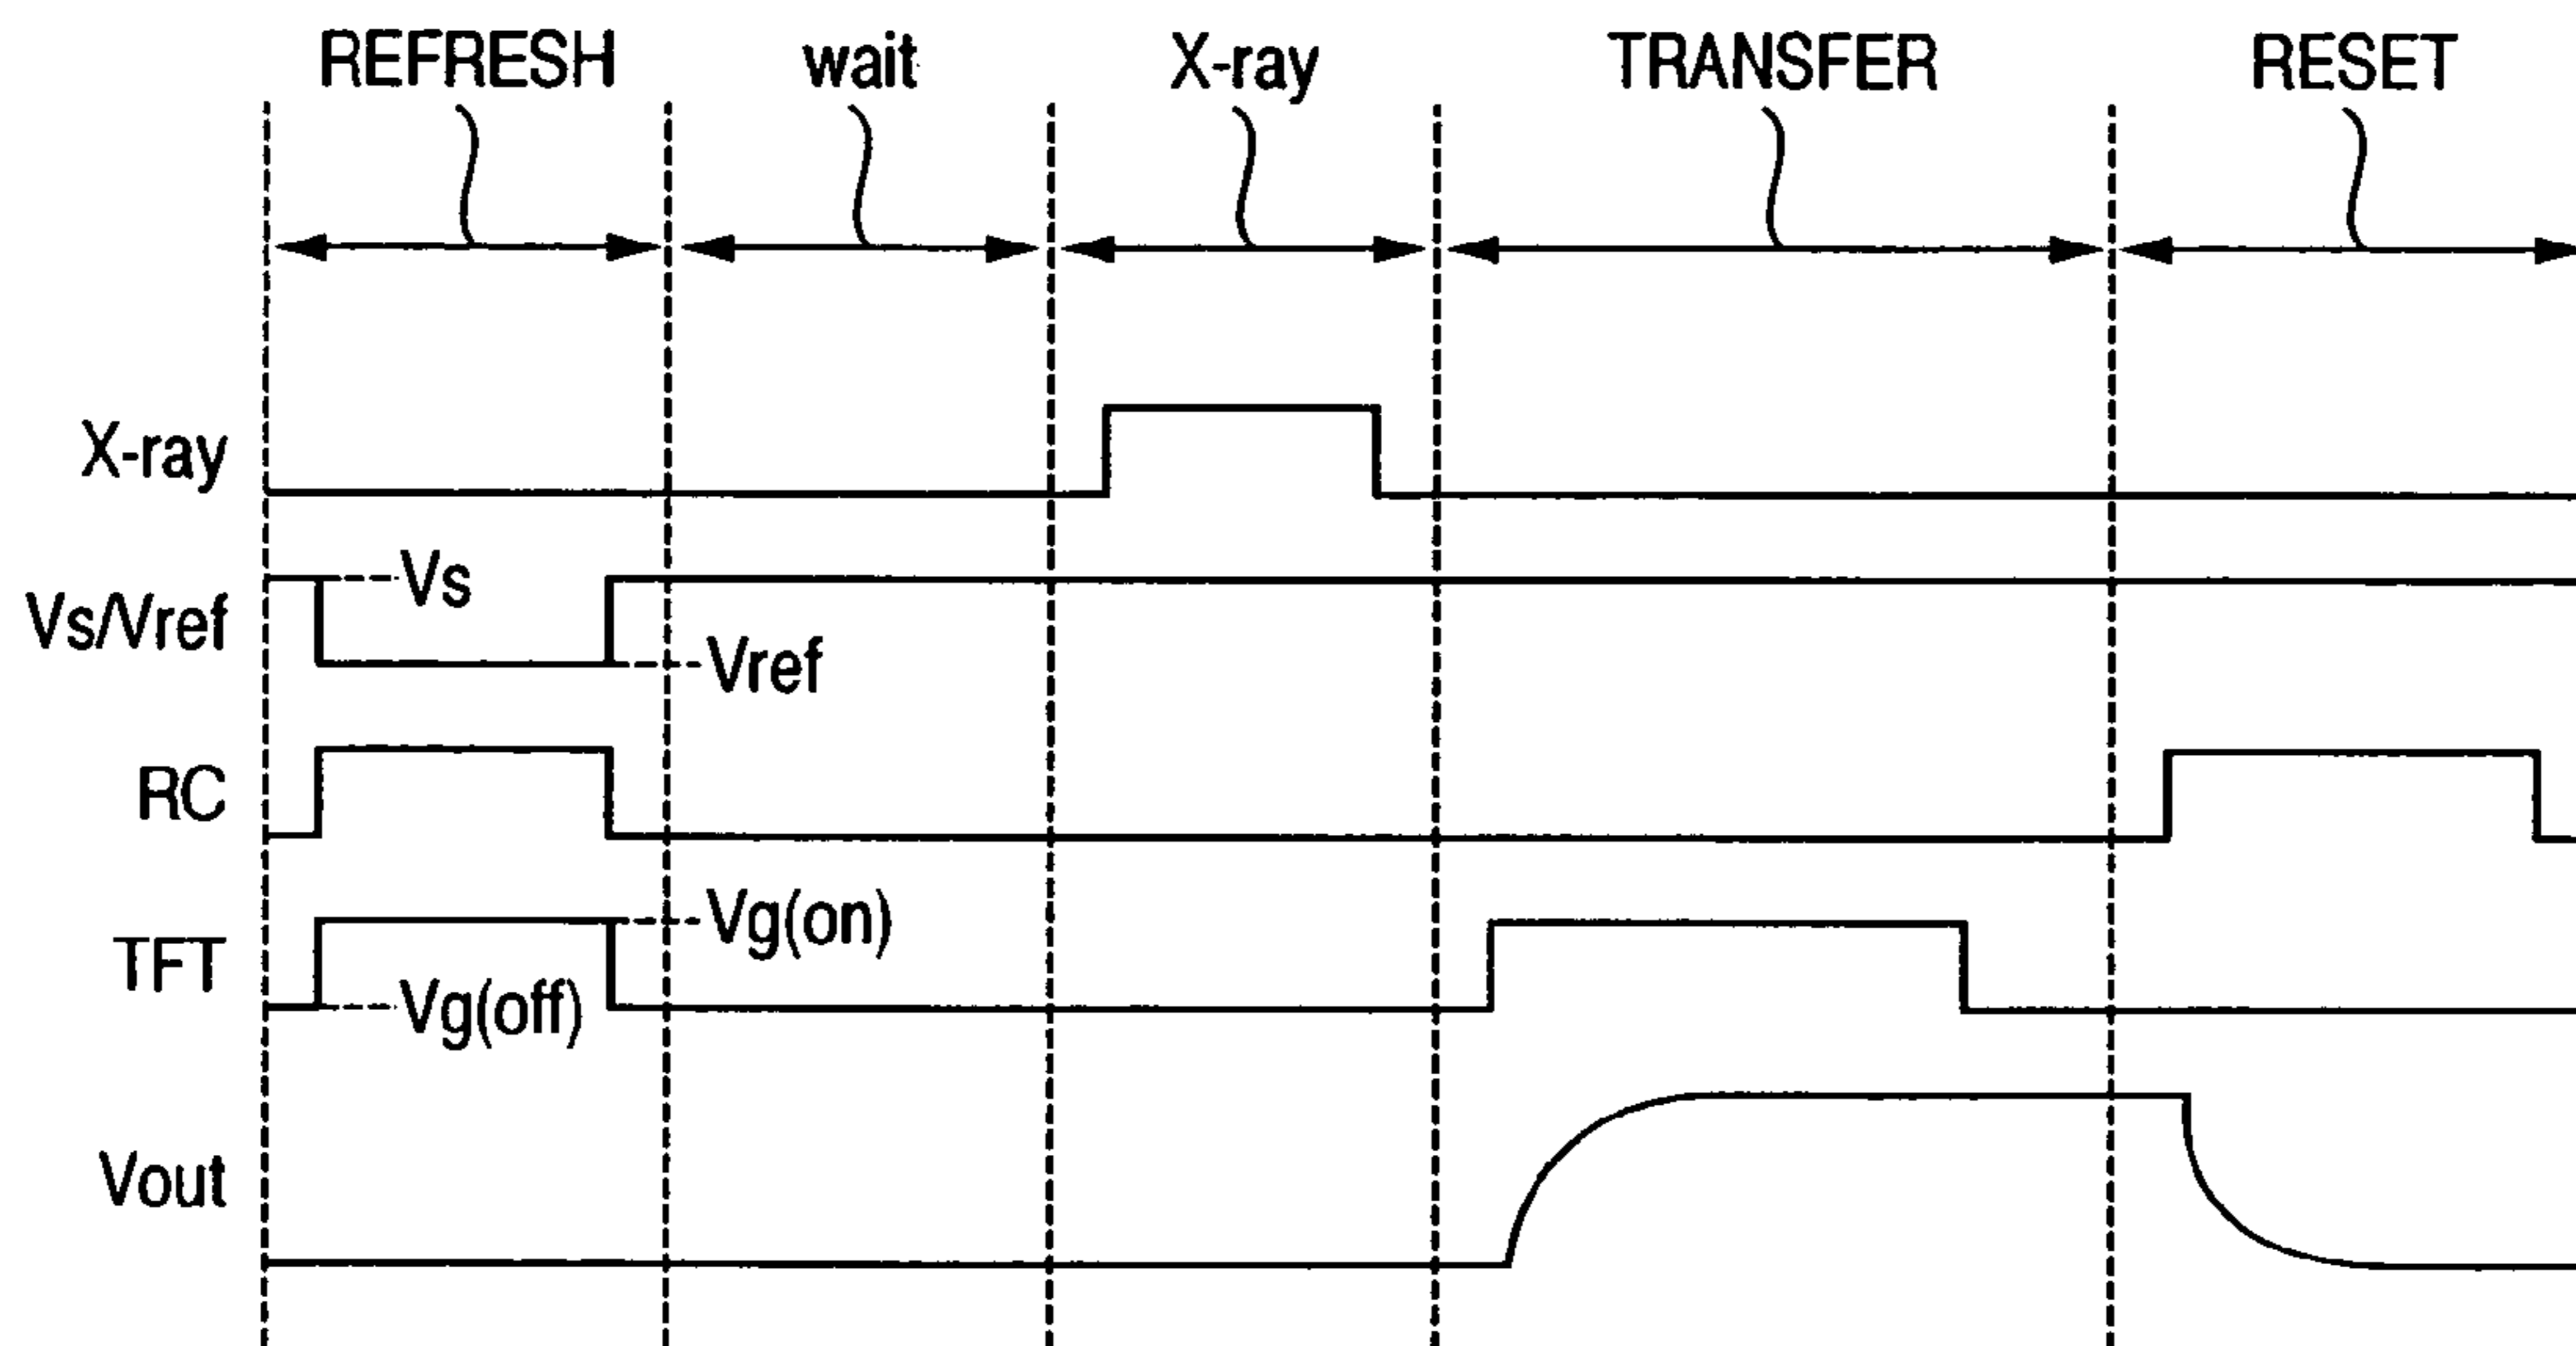 REFRESH wait X-ray TRANSFER RESET
X-ray
Vs
Vs/Vref
Vref
RC
Vg(on)
TFT
Vg(off)
Vout